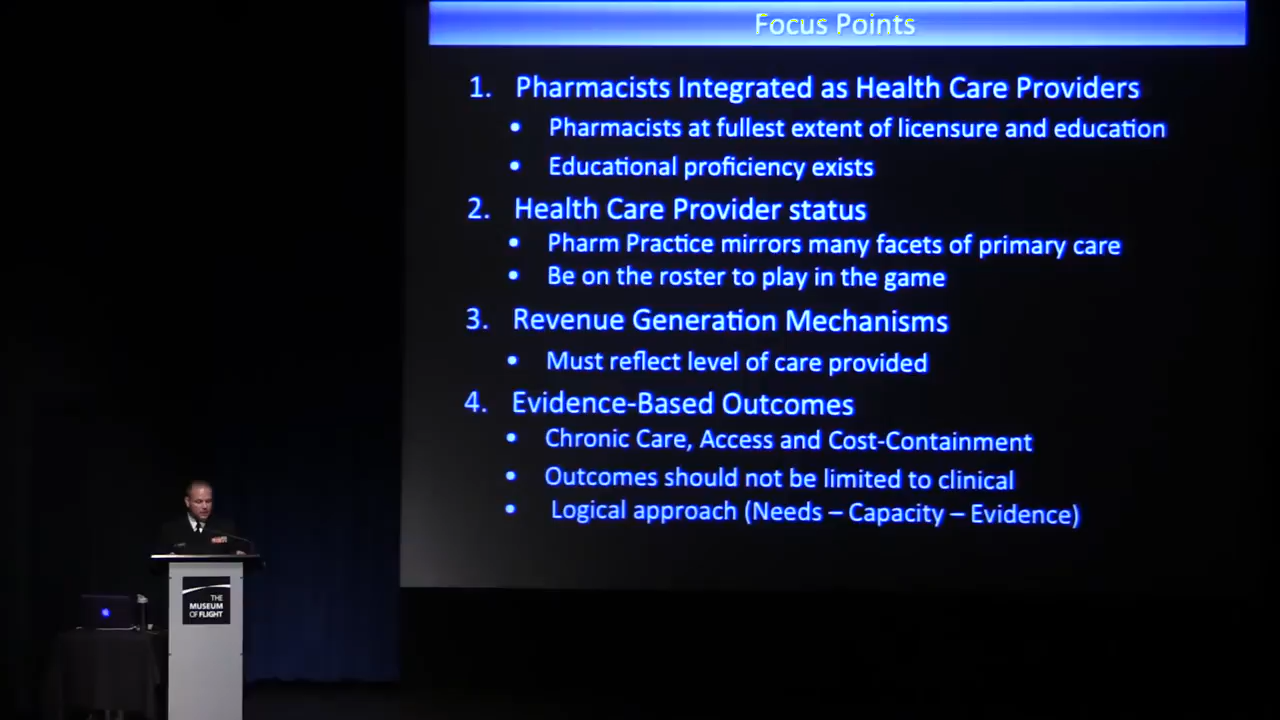 Focus Points
1. Pharmacists Integrated as Health Care Providers
• Pharmacists at fullest extent of licensure and education
• Educational proficiency exists
2. Health Care Provider status
• Pharm Practice mirrors many facets of primary care
• Be on the roster to play in the game
3. Revenue Generation Mechanisms
• Must reflect level of care provided
4. Evidence-Based Outcomes
• Chronic Care, Access and Cost-Containment
• Outcomes should not be limited to clinical
• Logical approach (Needs – Capacity – Evidence)
THE
MUSEUM
OF FLIGHT